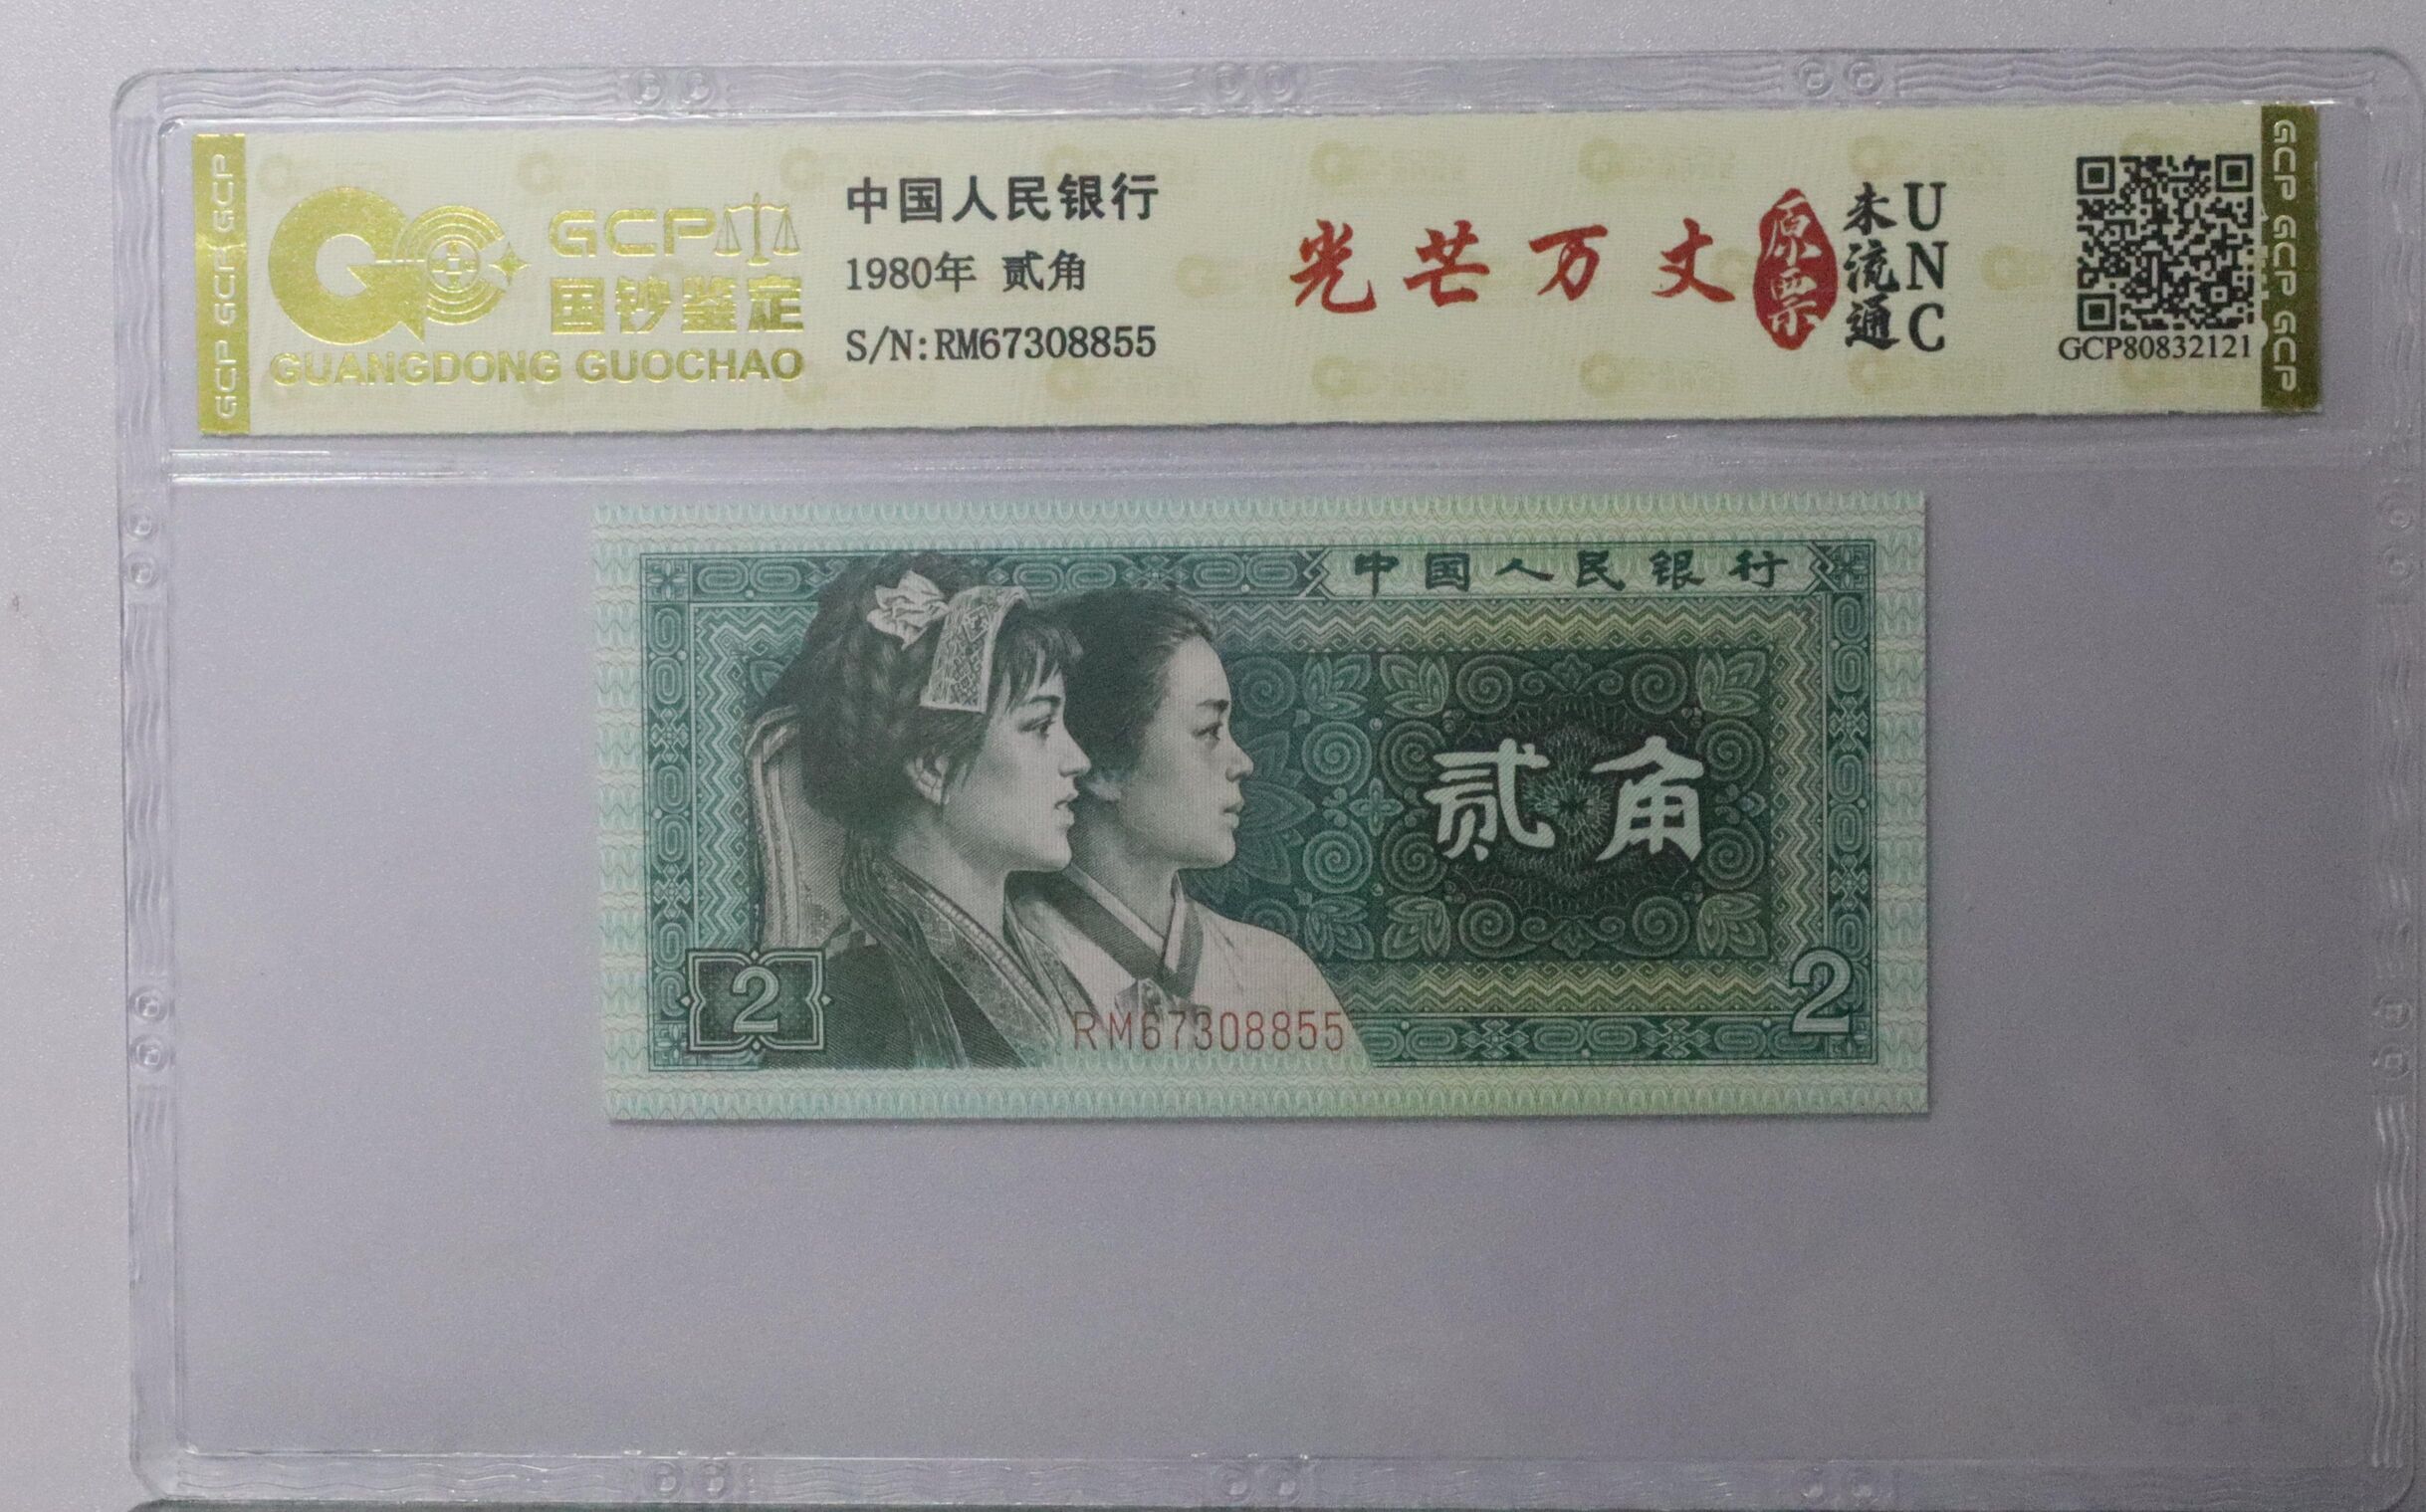 GCP GCP GCP
GCP
国钞鉴定
GUANGDONG GUOCHAO
中国人民银行
1980年 贰角
S/N:RM67308855
光芒万丈
原票
未流通
UNC
GCP80832121
GCP GCP GCP
中国人民银行
贰角
2
2
RM67308855